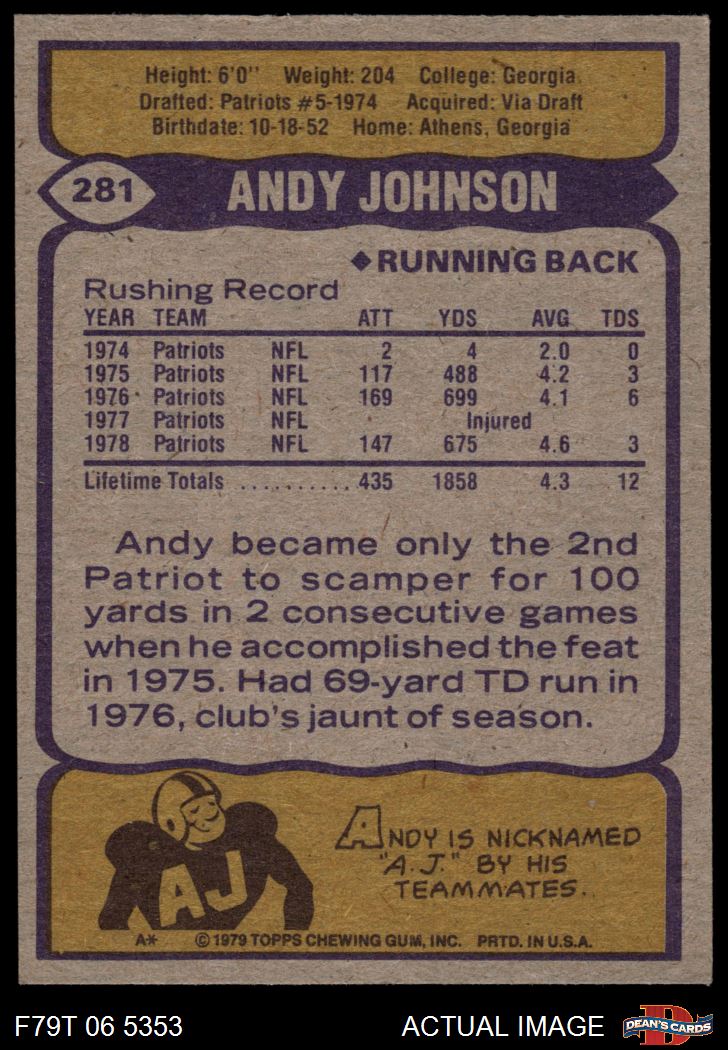 Height: 6'0'' Weight: 204 College: Georgia
Drafted: Patriots #5-1974 Acquired: Via Draft
Birthdate: 10-18-52 Home: Athens, Georgia
281 ANDY JOHNSON
◆RUNNING BACK
Rushing Record
YEAR TEAM ATT YDS AVG TDS
1974 Patriots NFL 2 4 2.0 0
1975 Patriots NFL 117 488 4.2 3
1976 Patriots NFL 169 699 4.1 6
1977 Patriots NFL Injured
1978 Patriots NFL 147 675 4.6 3
Lifetime Totals .......... 435 1858 4.3 12
Andy became only the 2nd
Patriot to scamper for 100
yards in 2 consecutive games
when he accomplished the feat
in 1975. Had 69-yard TD run in
1976, club's jaunt of season.
AJ
ANDY IS NICKNAMED
"A.J." BY HIS
TEAMMATES.
A* © 1979 TOPPS CHEWING GUM, INC. PRTD. IN U.S.A.
F79T 06 5353 ACTUAL IMAGE
D
DEAN'S CARDS